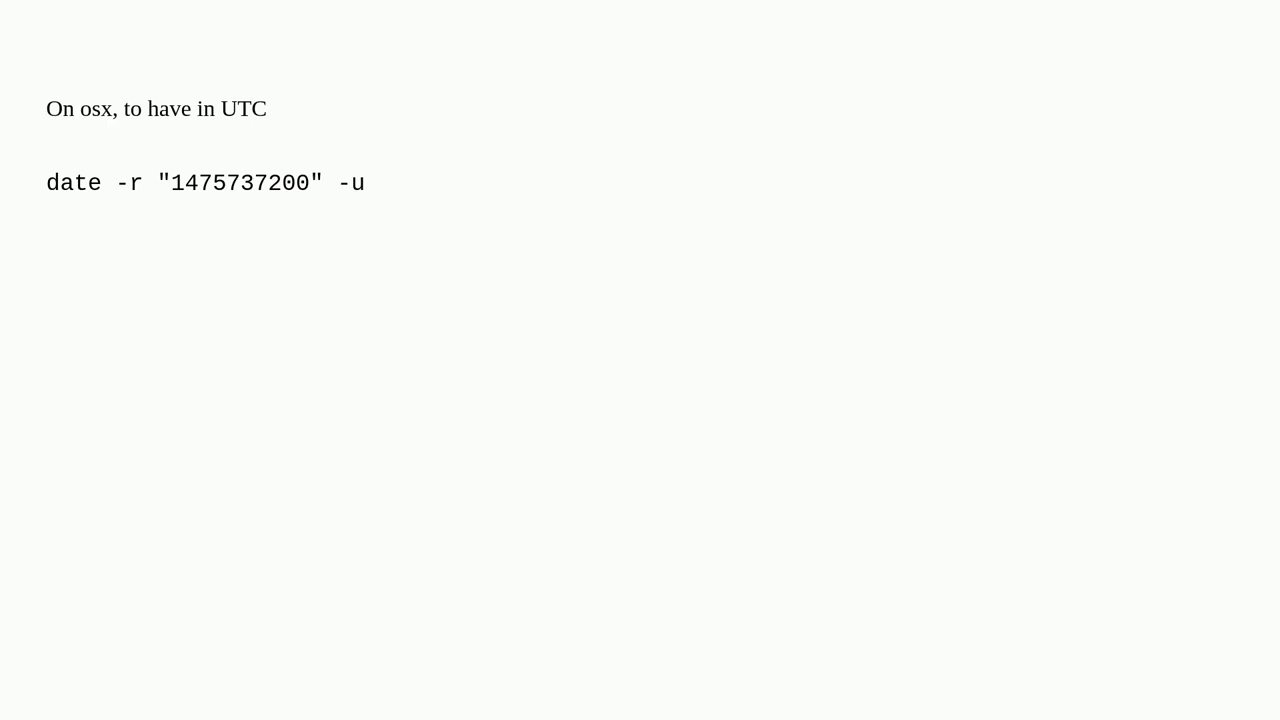 On osx, to have in UTC
date -r "1475737200" -u